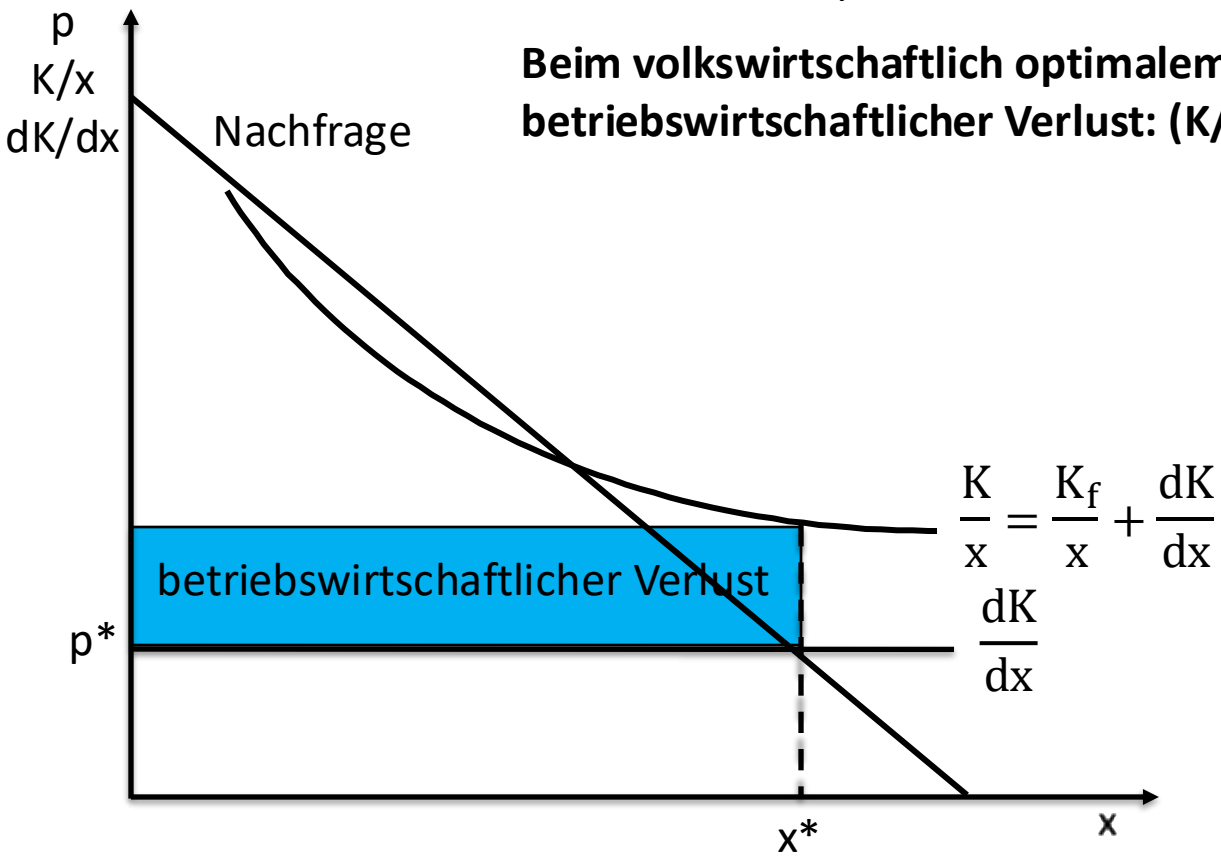 p
K/x
dK/dx
Nachfrage
Beim volkswirtschaftlich optimalem
betriebswirtschaftlicher Verlust: (K/
K/x = K_f/x + dK/dx
betriebswirtschaftlicher Verlust
dK/dx
p*
x*
x